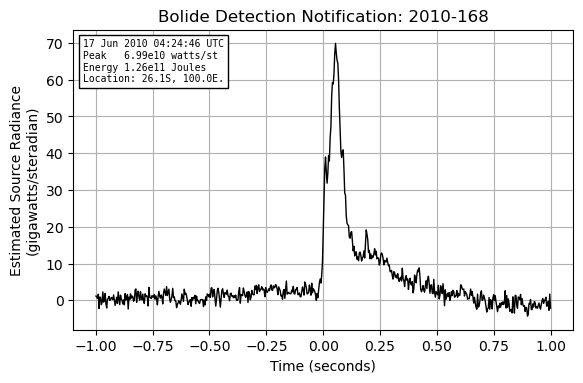 Bolide Detection Notification: 2010-168
17 Jun 2010 04:24:46 UTC
Peak   6.99e10 watts/st
Energy 1.26e11 Joules
Location: 26.1S, 100.0E.
Estimated Source Radiance
(gigawatts/steradian)
70
60
50
40
30
20
10
0
−1.00 −0.75 −0.50 −0.25 0.00 0.25 0.50 0.75 1.00
Time (seconds)